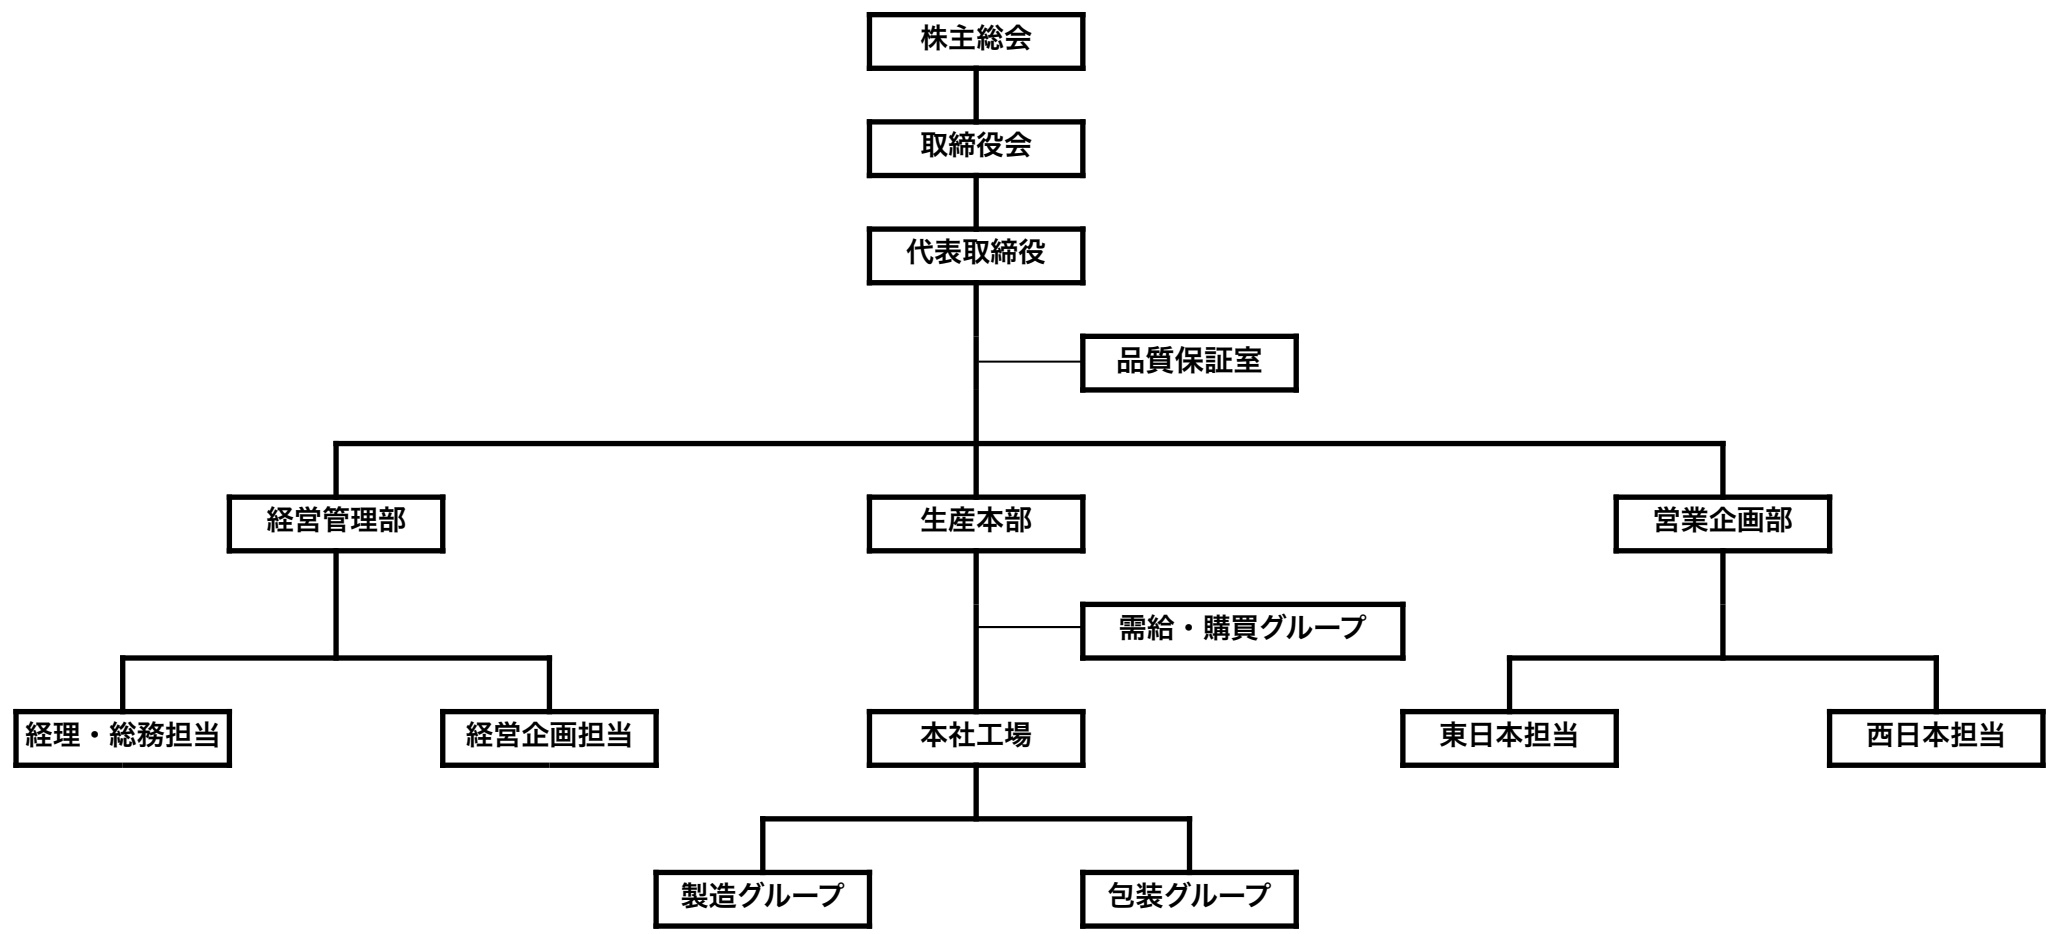 株主総会
取締役会
代表取締役
品質保証室
経営管理部
生産本部
営業企画部
需給・購買グループ
経理・総務担当
経営企画担当
本社工場
東日本担当
西日本担当
製造グループ
包装グループ